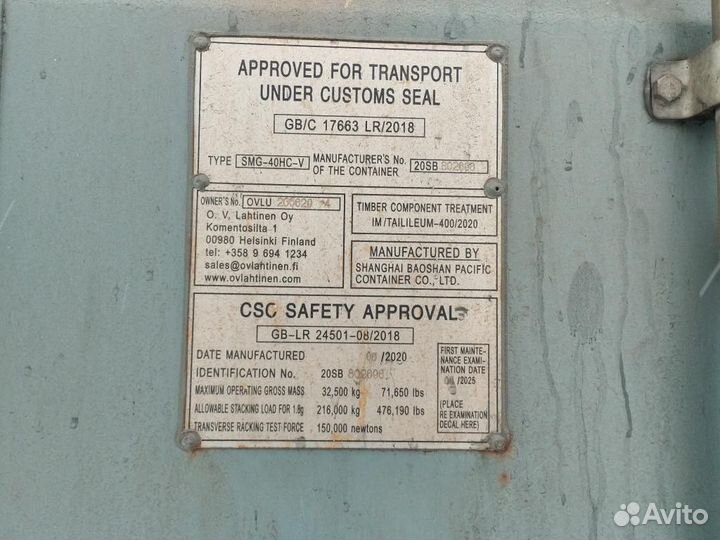 APPROVED FOR TRANSPORT
UNDER CUSTOMS SEAL
GB/C 17663 LR/2018
TYPE SMG-40HC-V MANUFACTURER'S No. OF THE CONTAINER 20SB
OWNER'S No. OVLU
O. V. Lahtinen Oy
Komentosilta 1
00980 Helsinki Finland
tel: +358 9 694 1234
sales@ovlahtinen.fi
www.ovlahtinen.com
TIMBER COMPONENT TREATMENT
IM/TAILILEUM-400/2020
MANUFACTURED BY
SHANGHAI BAOSHAN PACIFIC
CONTAINER CO., LTD.
CSC SAFETY APPROVAL
GB-LR 24501-08/2018
DATE MANUFACTURED /2020
IDENTIFICATION No. 20SB
MAXIMUM OPERATING GROSS MASS 32,500 kg 71,650 lbs
ALLOWABLE STACKING LOAD FOR 1.8g 216,000 kg 476,190 lbs
TRANSVERSE RACKING TEST FORCE 150,000 newtons
FIRST MAINTE-
NANCE EXAMI-
NATION DATE
/2025
(PLACE
RE EXAMINATION
DECAL HERE)
Avito